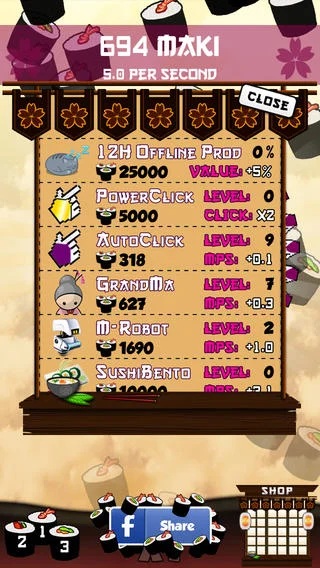 694 MAKI
5.0 PER SECOND
CLOSE
12H OFFLINE PROD 0%
25000 VALUE: +5%
POWERCLICK LEVEL: 0
5000 CLICK: X2
AUTOCLICK LEVEL: 9
318 MPS: +0.1
GRANDMA LEVEL: 7
627 MPS: +0.3
M-ROBOT LEVEL: 2
1690 MPS: +1.0
SUSHIBENTO LEVEL: 0
MPS:
SHOP
1
2 3
f Share